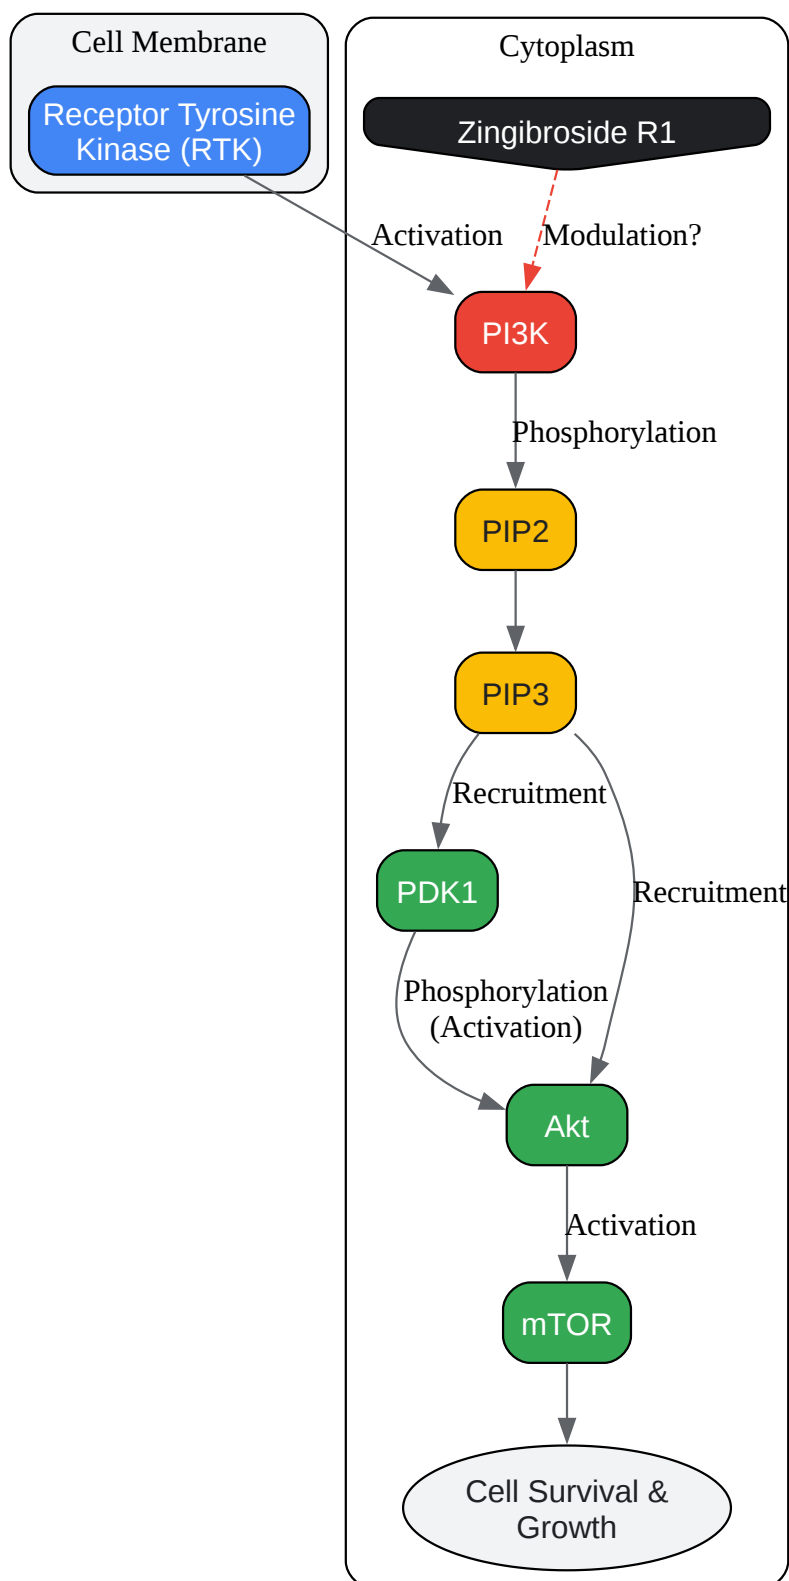 Cell Membrane
Receptor Tyrosine
Kinase (RTK)
Cytoplasm
Zingibroside R1
Activation
Modulation?
PI3K
Phosphorylation
PIP2
PIP3
Recruitment
PDK1
Recruitment
Phosphorylation
(Activation)
Akt
Activation
mTOR
Cell Survival &
Growth